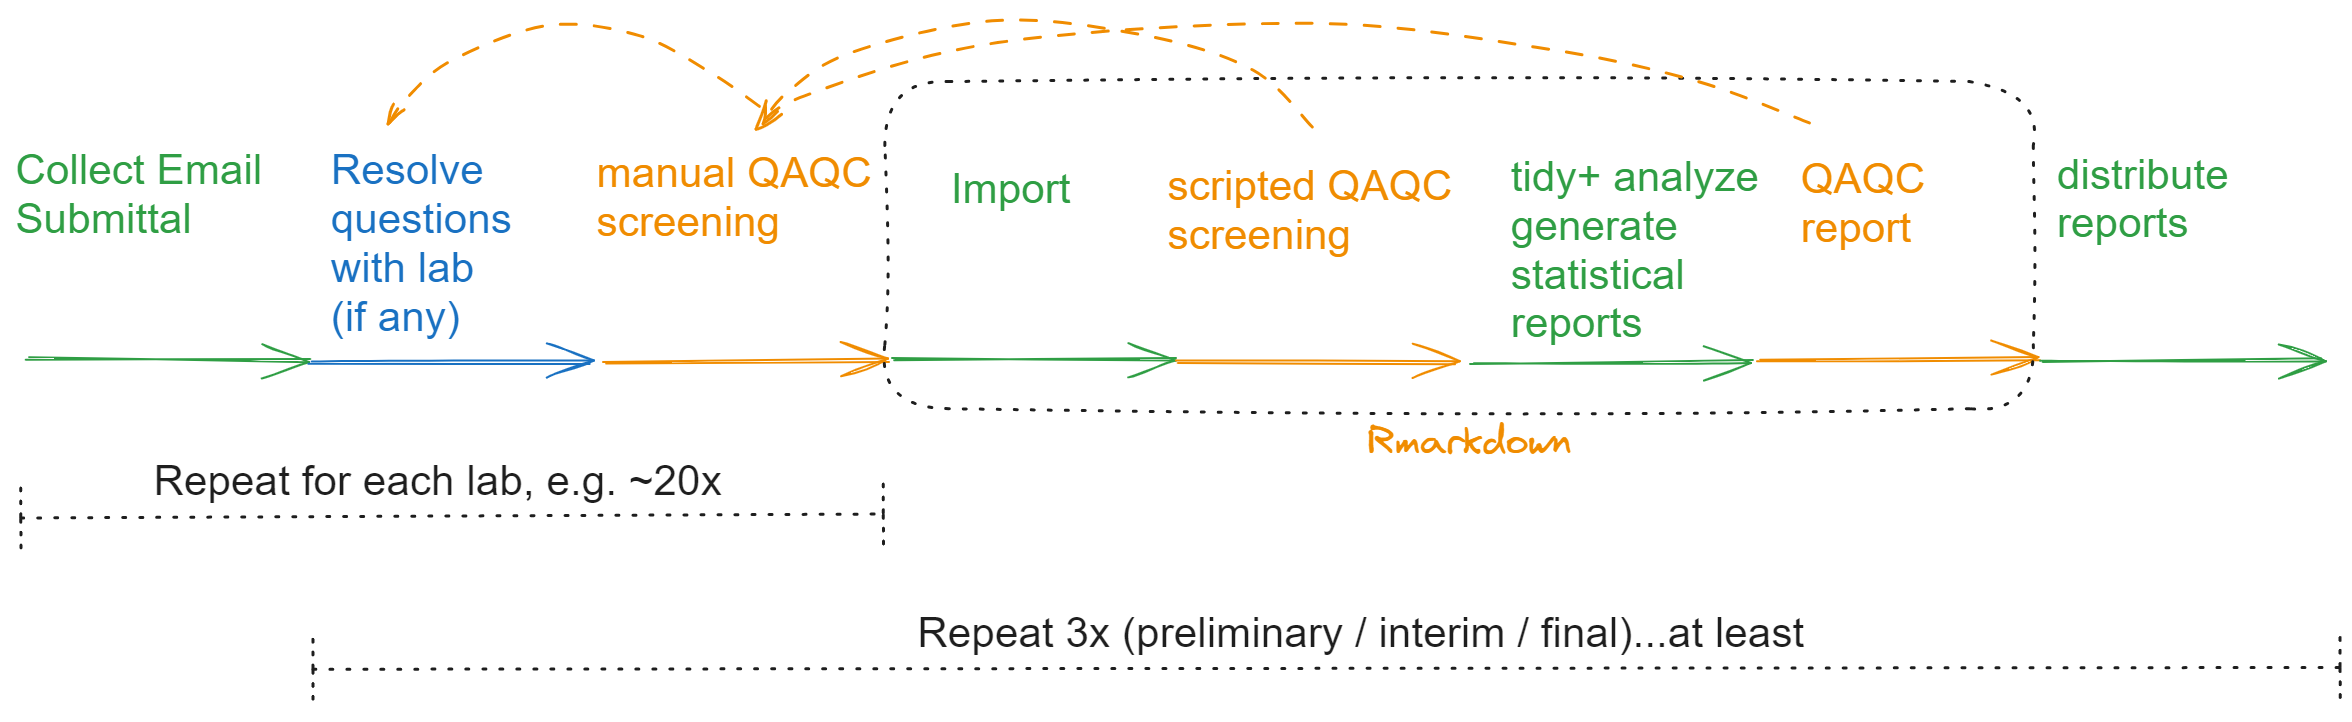 Collect Email
Submittal
Resolve
questions
with lab
(if any)
manual QAQC
screening
Import
scripted QAQC
screening
tidy+ analyze
generate
statistical
reports
QAQC
report
distribute
reports
Rmarkdown
Repeat for each lab, e.g. ~20x
Repeat 3x (preliminary / interim / final)...at least